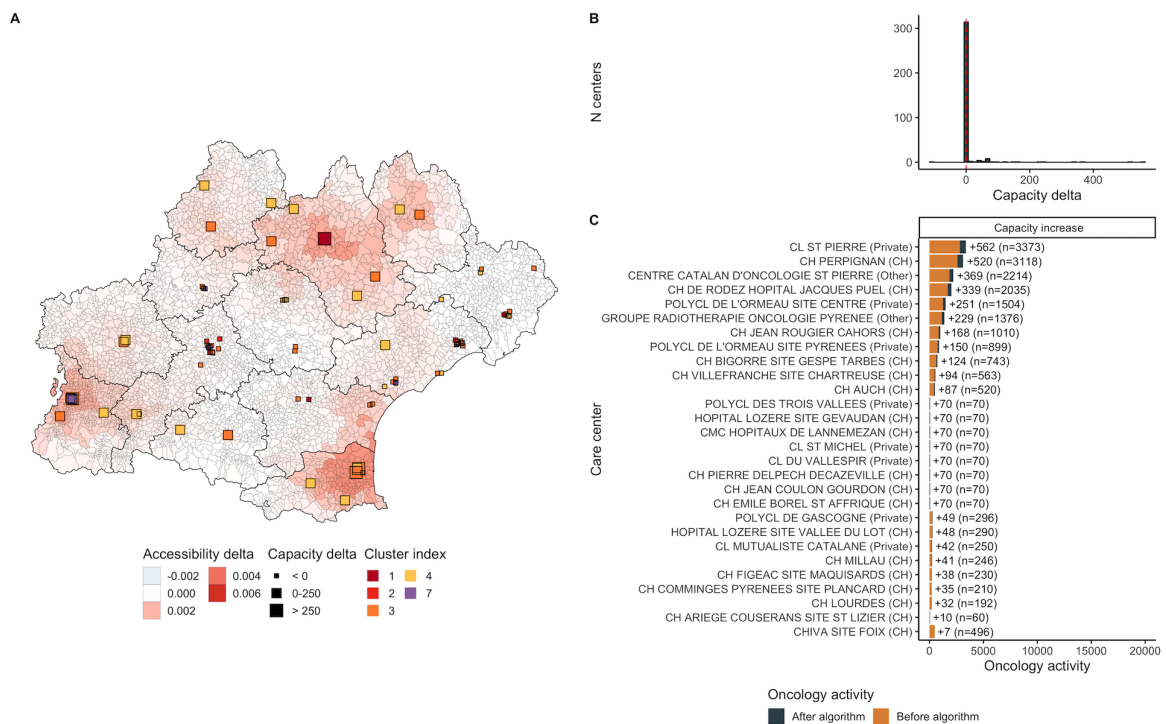 A
Accessibility delta
-0.002
0.000
0.002
0.004
0.006
Capacity delta
< 0
0-250
> 250
Cluster index
1
2
3
4
7
B
N centers
300
200
100
0
0
200
400
Capacity delta
C
Capacity increase
Care center
CL ST PIERRE (Private) +562 (n=3373)
CH PERPIGNAN (CH) +520 (n=3118)
CENTRE CATALAN D'ONCOLOGIE ST PIERRE (Other) +369 (n=2214)
CH DE RODEZ HOPITAL JACQUES PUEL (CH) +339 (n=2035)
POLYCL DE L'ORMEAU SITE CENTRE (Private) +251 (n=1504)
GROUPE RADIOTHERAPIE ONCOLOGIE PYRENEE (Other) +229 (n=1376)
CH JEAN ROUGIER CAHORS (CH) +168 (n=1010)
POLYCL DE L'ORMEAU SITE PYRENEES (Private) +150 (n=899)
CH BIGORRE SITE GESPE TARBES (CH) +124 (n=743)
CH VILLEFRANCHE SITE CHARTREUSE (CH) +94 (n=563)
CH AUCH (CH) +87 (n=520)
POLYCL DES TROIS VALLEES (Private) +70 (n=70)
HOPITAL LOZERE SITE GEVAUDAN (CH) +70 (n=70)
CMC HOPITAUX DE LANNEMEZAN (CH) +70 (n=70)
CL ST MICHEL (Private) +70 (n=70)
CL DU VALLESPIR (Private) +70 (n=70)
CH PIERRE DELPECH DECAZEVILLE (CH) +70 (n=70)
CH JEAN COULON GOURDON (CH) +70 (n=70)
CH EMILE BOREL ST AFFRIQUE (CH) +70 (n=70)
POLYCL DE GASCOGNE (Private) +49 (n=296)
HOPITAL LOZERE SITE VALLEE DU LOT (CH) +48 (n=290)
CL MUTUALISTE CATALANE (Private) +42 (n=250)
CH MILLAU (CH) +41 (n=246)
CH FIGEAC SITE MAQUISARDS (CH) +38 (n=230)
CH COMMINGES PYRENEES SITE PLANCARD (CH) +35 (n=210)
CH LOURDES (CH) +32 (n=192)
CH ARIEGE COUSERANS SITE ST LIZIER (CH) +10 (n=60)
CHIVA SITE FOIX (CH) +7 (n=496)
0 5000 10000 15000 20000
Oncology activity
Oncology activity
After algorithm
Before algorithm